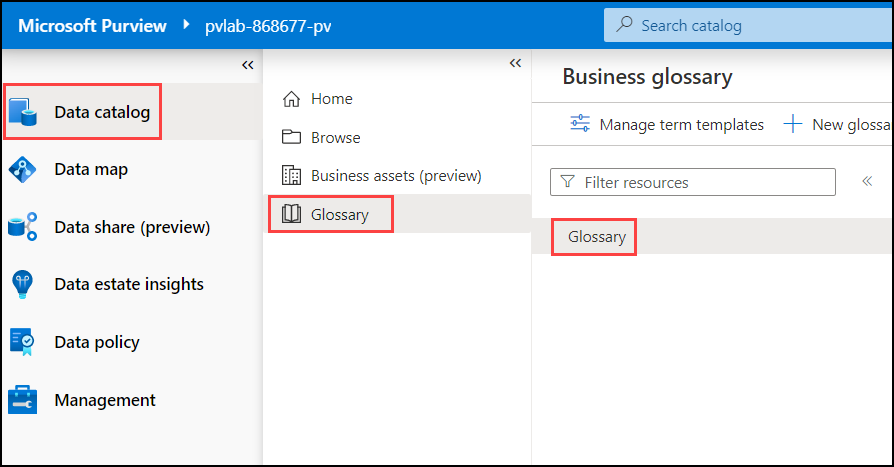 Microsoft Purview
pvlab-868677-pv
Search catalog
Data catalog
Data map
Data share (preview)
Data estate insights
Data policy
Management
Home
Browse
Business assets (preview)
Glossary
Business glossary
Manage term templates
New glossa
Filter resources
Glossary